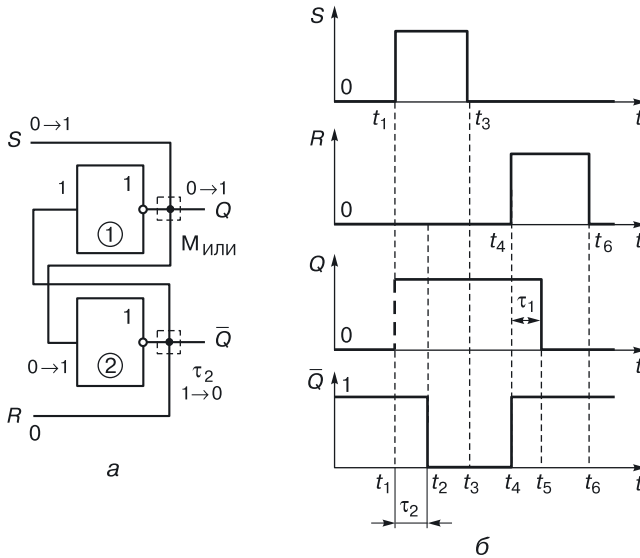 S 0→1
1 1 0→1 Q
①
М ИЛИ
1 Q̅
0→1 ② τ2
1→0
R 0
а
S
0
t1 t3 t
R
0
t4 t6 t
Q
τ1
0
t
Q̅ 1
t1 t2 t3 t4 t5 t6 t
τ2
б